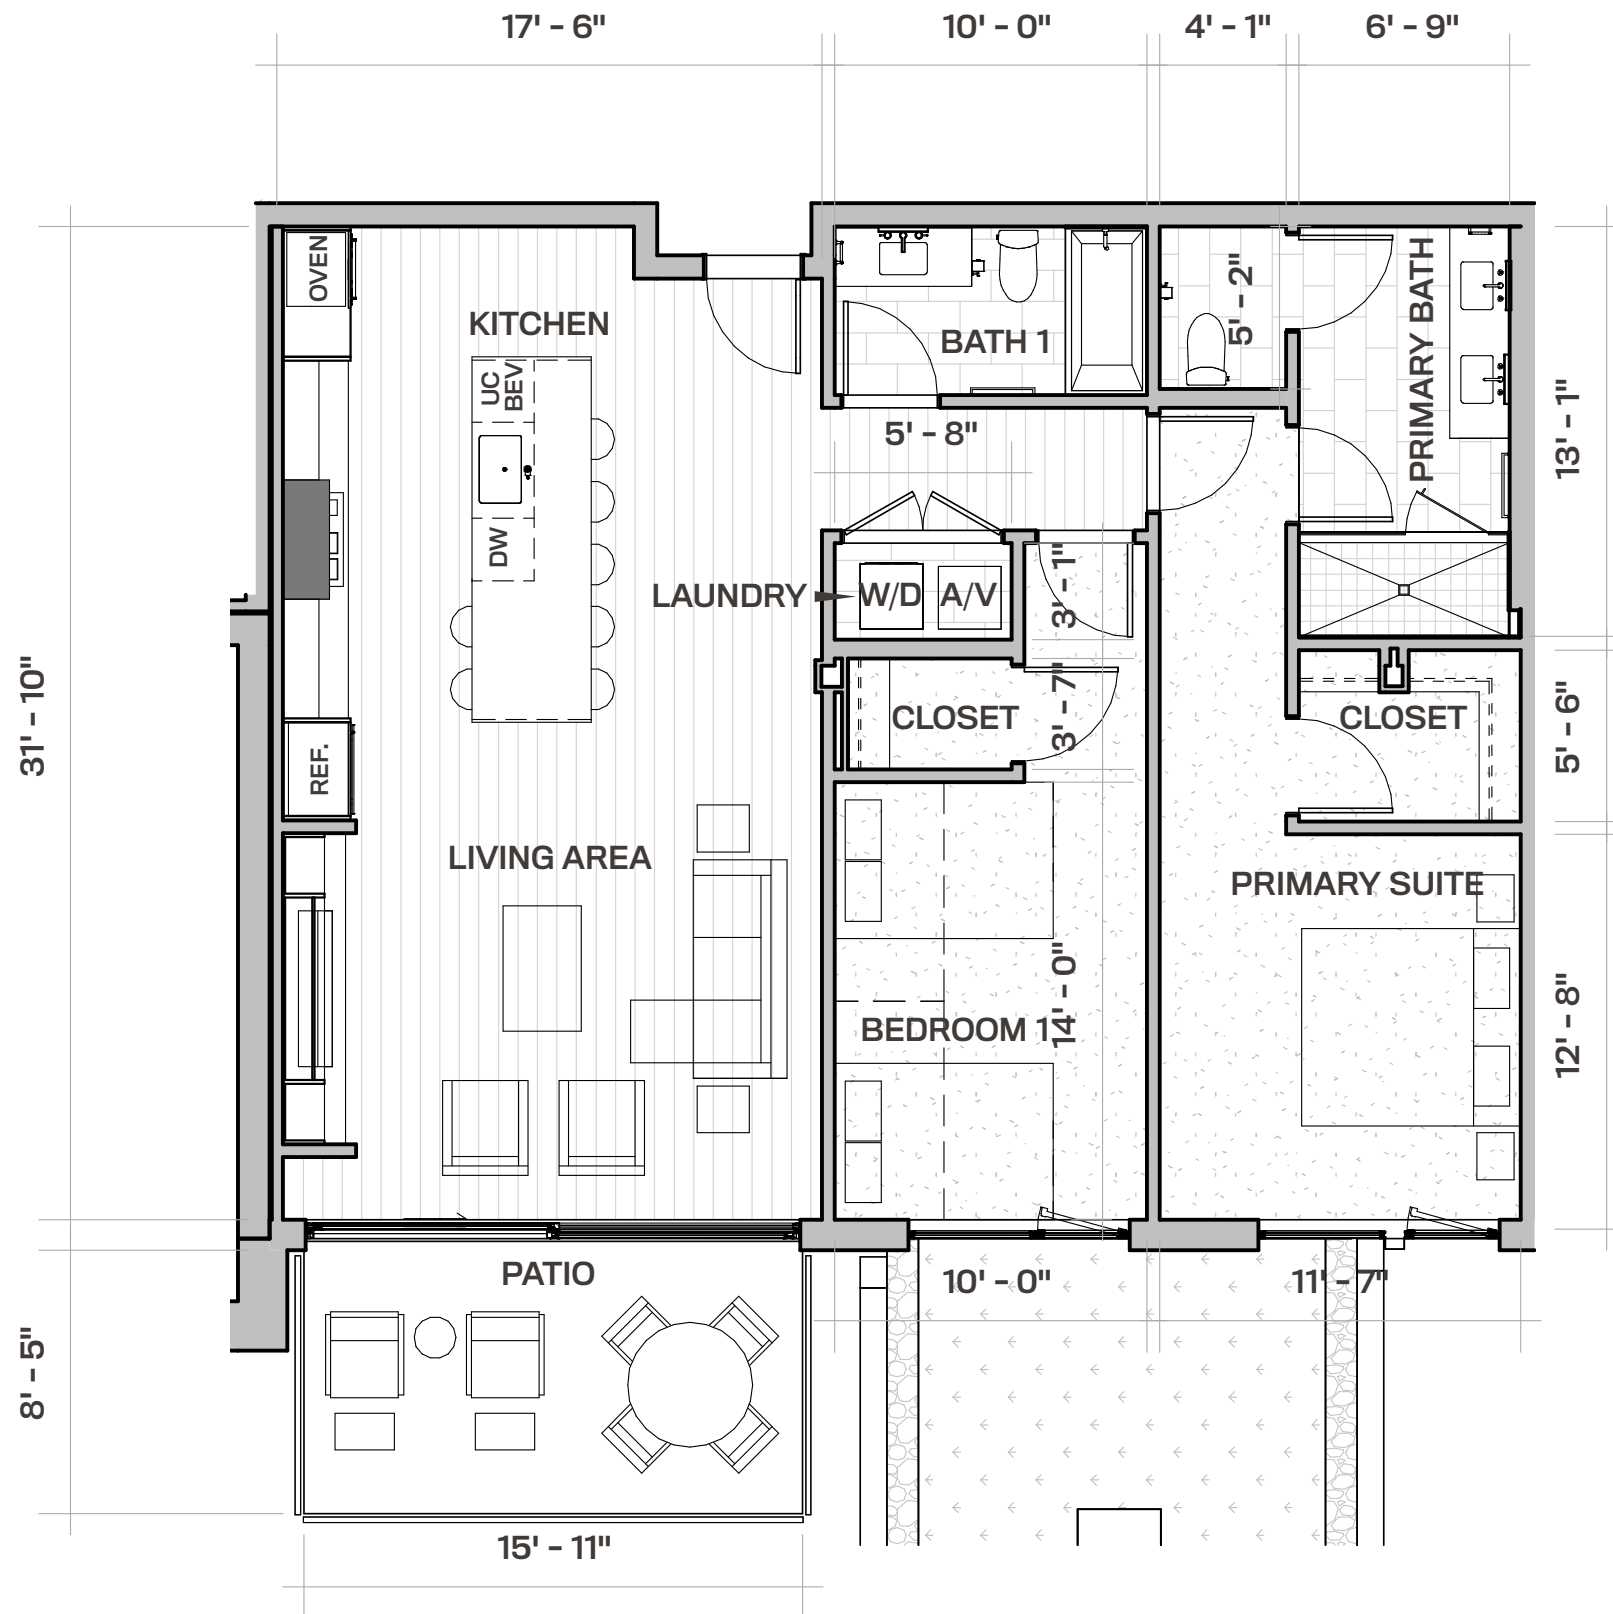 17' - 6"
10' - 0"
4' - 1"
6' - 9"
OVEN
KITCHEN
UC
BEV
BATH 1
5' - 2"
PRIMARY BATH
5' - 8"
13' - 1"
DW
LAUNDRY
W/D
A/V
3' - 1"
31' - 10"
REF.
CLOSET
3' - 7"
CLOSET
5' - 6"
LIVING AREA
PRIMARY SUITE
BEDROOM 1
14' - 0"
12' - 8"
PATIO
10' - 0"
11' - 7"
8' - 5"
15' - 11"